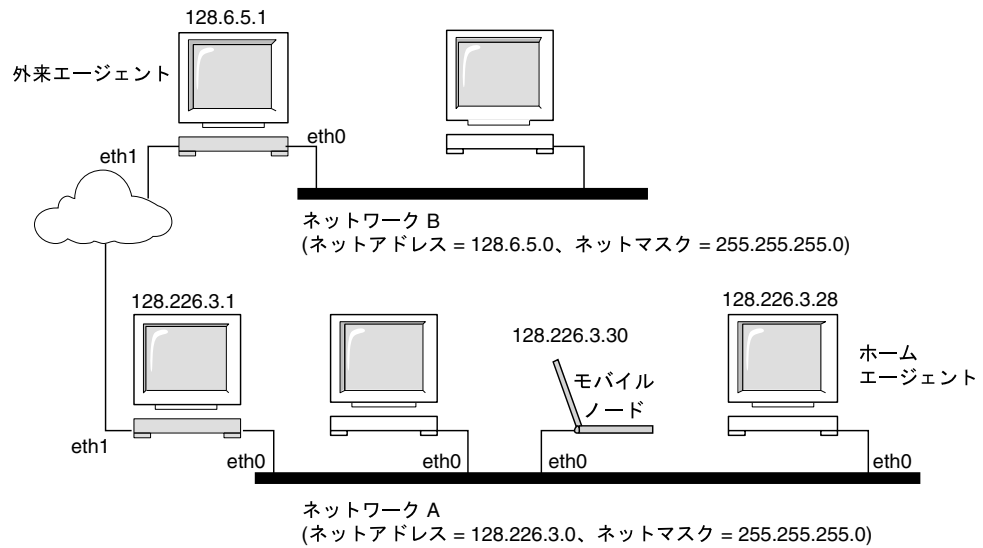 128.6.5.1
外来エージェント
eth1
eth0
ネットワーク B
(ネットアドレス = 128.6.5.0、ネットマスク = 255.255.255.0)
128.226.3.1
128.226.3.30
128.226.3.28
モバイル
ノード
ホーム
エージェント
eth1
eth0
eth0
eth0
eth0
ネットワーク A
(ネットアドレス = 128.226.3.0、ネットマスク = 255.255.255.0)